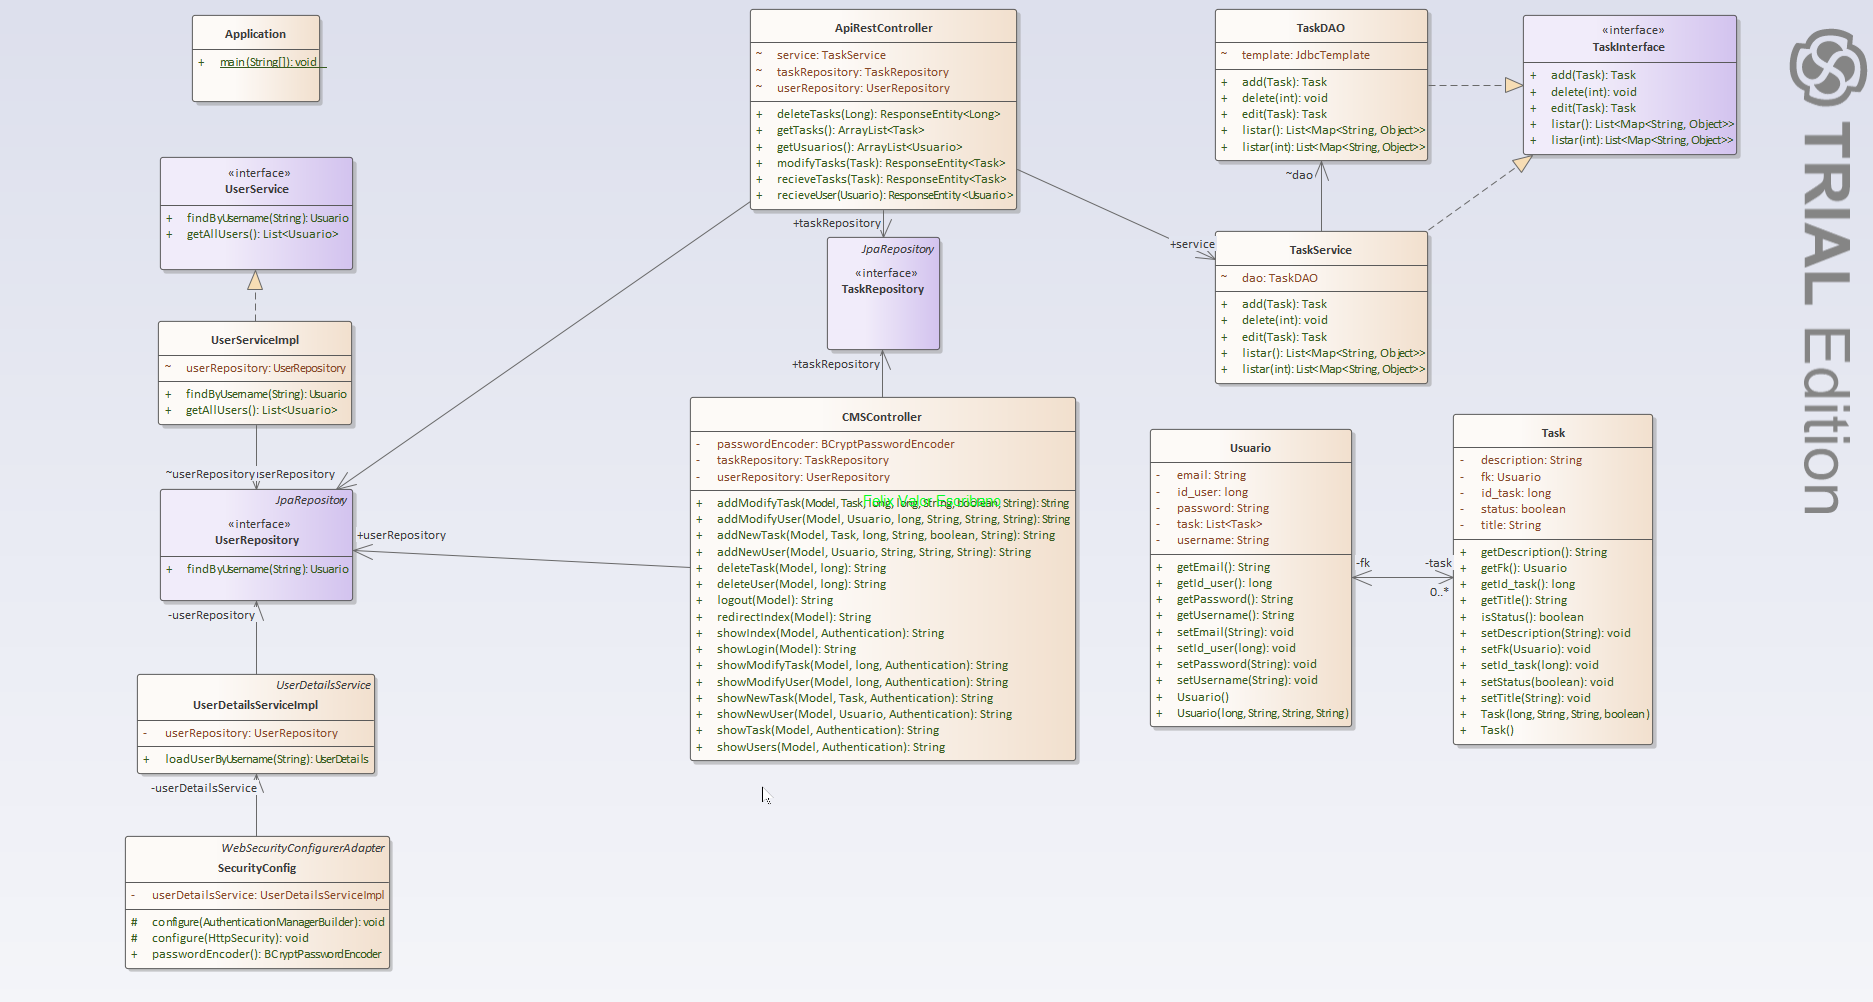 Application
+ main(String[]): void
«interface»
UserService
+ findByUsername(String): Usuario
+ getAllUsers(): List<Usuario>
UserServiceImpl
~ userRepository: UserRepository
+ findByUsername(String): Usuario
+ getAllUsers(): List<Usuario>
~userRepository
userRepository
JpaRepository
«interface»
UserRepository
+ findByUsername(String): Usuario
+userRepository
-userRepository
UserDetailsService
UserDetailsServiceImpl
- userRepository: UserRepository
+ loadUserByUsername(String): UserDetails
-userDetailsService
WebSecurityConfigurerAdapter
SecurityConfig
- userDetailsService: UserDetailsServiceImpl
# configure(AuthenticationManagerBuilder): void
# configure(HttpSecurity): void
+ passwordEncoder(): BCryptPasswordEncoder
ApiRestController
~ service: TaskService
~ taskRepository: TaskRepository
~ userRepository: UserRepository
+ deleteTasks(Long): ResponseEntity<Long>
+ getTasks(): ArrayList<Task>
+ getUsuarios(): ArrayList<Usuario>
+ modifyTasks(Task): ResponseEntity<Task>
+ recieveTasks(Task): ResponseEntity<Task>
+ recieveUser(Usuario): ResponseEntity<Usuario>
+taskRepository
JpaRepository
«interface»
TaskRepository
+taskRepository
CMSController
- passwordEncoder: BCryptPasswordEncoder
- taskRepository: TaskRepository
- userRepository: UserRepository
+ addModifyTask(Model, Task, long, long, String, boolean, String): String
Felix Valor Escribano
+ addModifyUser(Model, Usuario, long, String, String, String): String
+ addNewTask(Model, Task, long, String, boolean, String): String
+ addNewUser(Model, Usuario, String, String, String): String
+ deleteTask(Model, long): String
+ deleteUser(Model, long): String
+ logout(Model): String
+ redirectIndex(Model): String
+ showIndex(Model, Authentication): String
+ showLogin(Model): String
+ showModifyTask(Model, long, Authentication): String
+ showModifyUser(Model, long, Authentication): String
+ showNewTask(Model, Task, Authentication): String
+ showNewUser(Model, Usuario, Authentication): String
+ showTask(Model, Authentication): String
+ showUsers(Model, Authentication): String
TaskDAO
~ template: JdbcTemplate
+ add(Task): Task
+ delete(int): void
+ edit(Task): Task
+ listar(): List<Map<String, Object>>
+ listar(int): List<Map<String, Object>>
~dao
«interface»
TaskInterface
+ add(Task): Task
+ delete(int): void
+ edit(Task): Task
+ listar(): List<Map<String, Object>>
+ listar(int): List<Map<String, Object>>
+service
TaskService
~ dao: TaskDAO
+ add(Task): Task
+ delete(int): void
+ edit(Task): Task
+ listar(): List<Map<String, Object>>
+ listar(int): List<Map<String, Object>>
Usuario
- email: String
- id_user: long
- password: String
- task: List<Task>
- username: String
+ getEmail(): String
+ getId_user(): long
+ getPassword(): String
+ getUsername(): String
+ setEmail(String): void
+ setId_user(long): void
+ setPassword(String): void
+ setUsername(String): void
+ Usuario()
+ Usuario(long, String, String, String)
-fk
-task
0..*
Task
- description: String
- fk: Usuario
- id_task: long
- status: boolean
- title: String
+ getDescription(): String
+ getFk(): Usuario
+ getId_task(): long
+ getTitle(): String
+ isStatus(): boolean
+ setDescription(String): void
+ setFk(Usuario): void
+ setId_task(long): void
+ setStatus(boolean): void
+ setTitle(String): void
+ Task(long, String, String, boolean)
+ Task()
TRIAL Edition